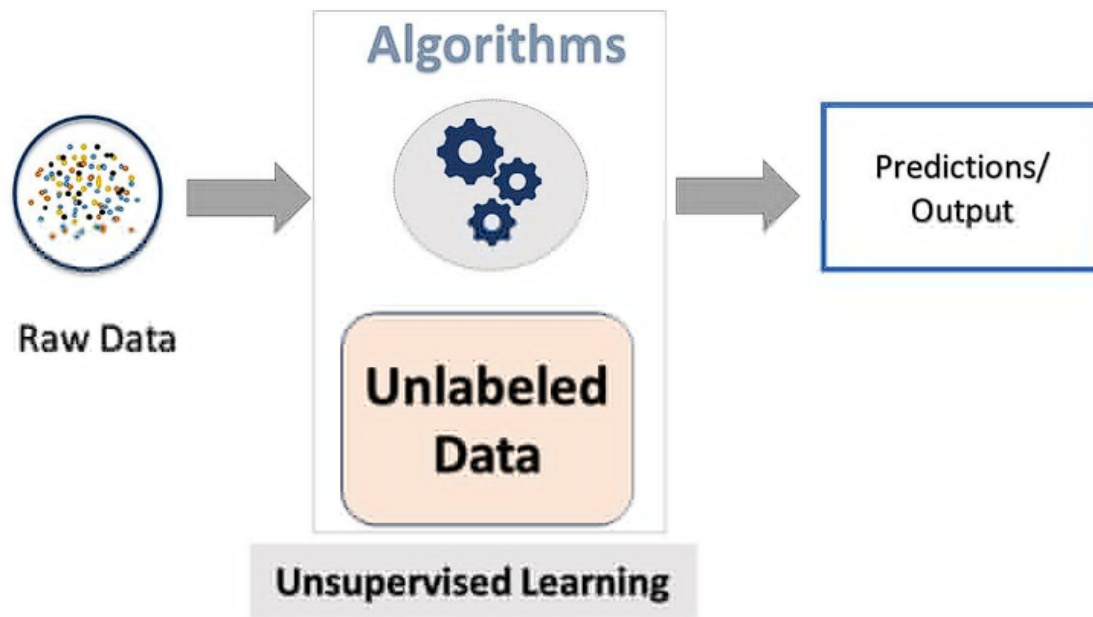 Algorithms
Raw Data
Predictions/
Output
Unlabeled
Data
Unsupervised Learning